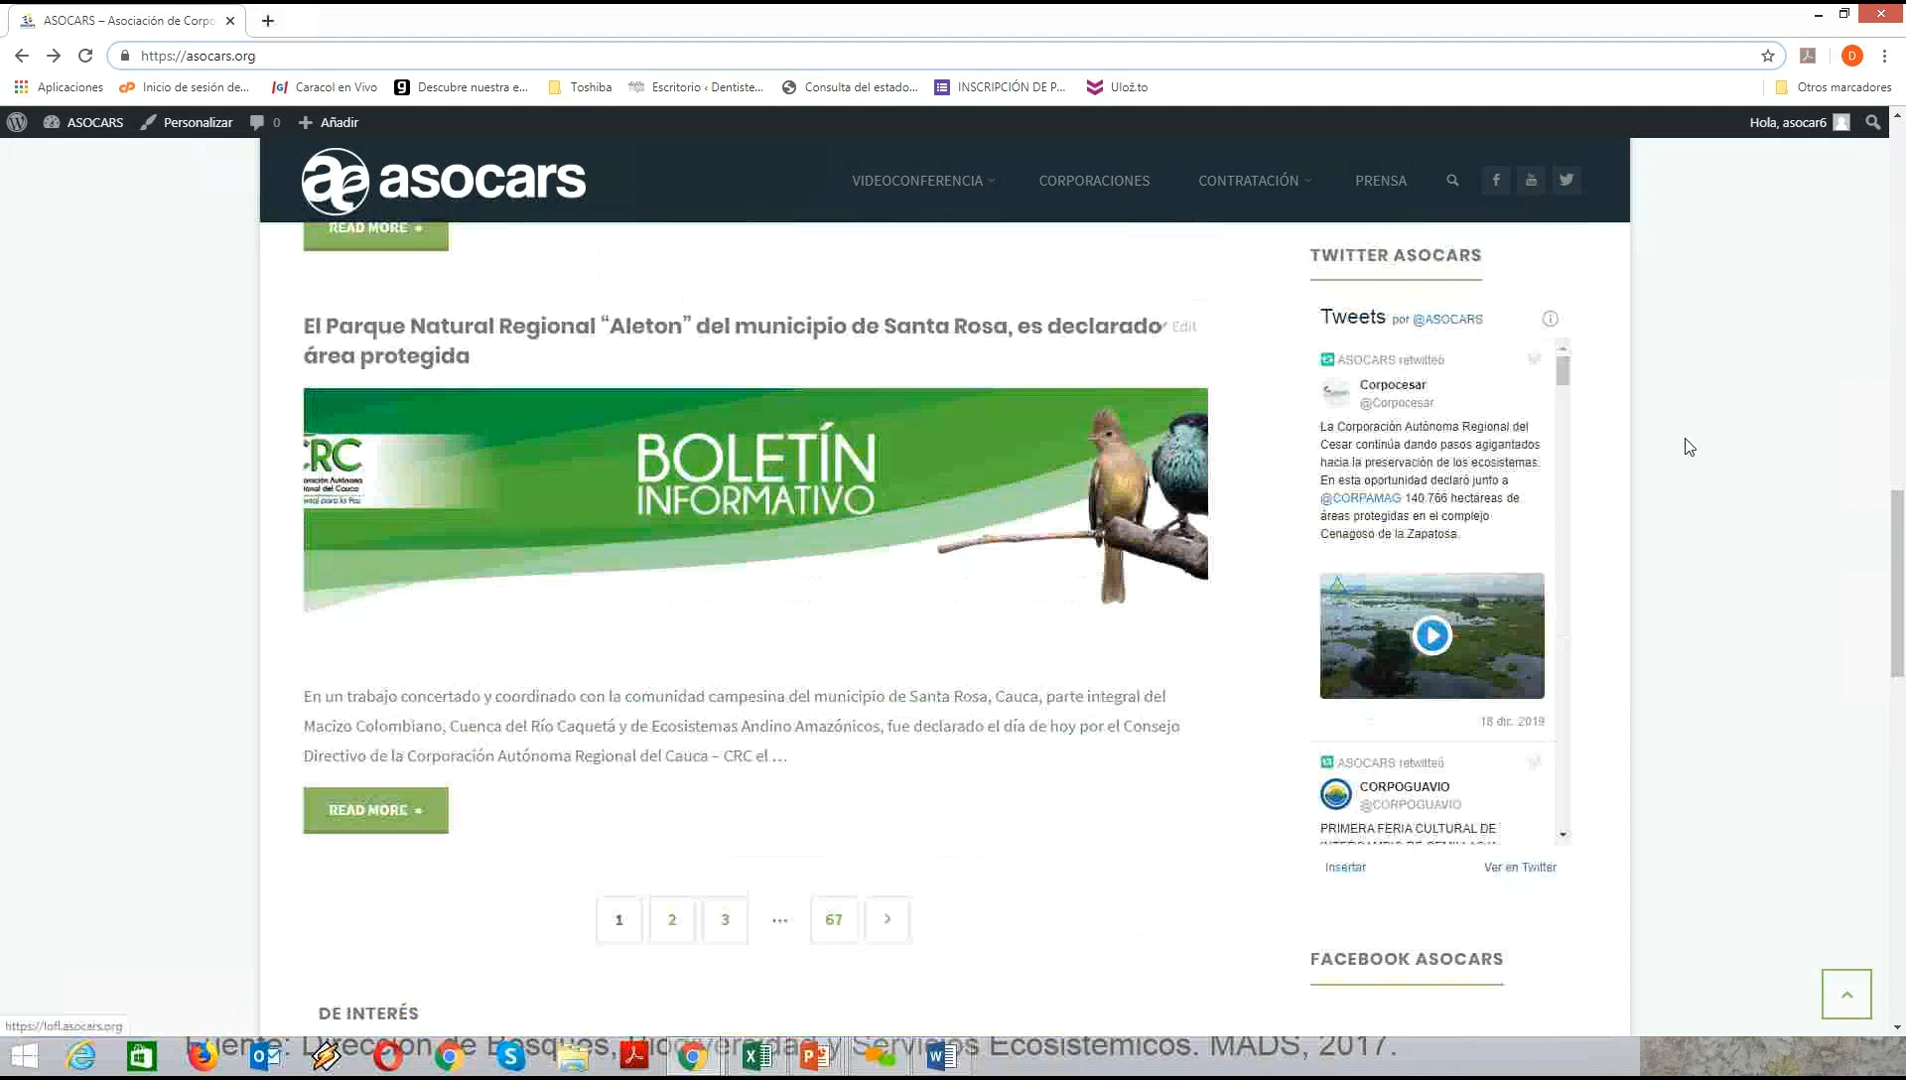 ASOCARS – Asociación de Corpo
https://asocars.org
Aplicaciones
Inicio de sesión de...
Caracol en Vivo
Descubre nuestra e...
Toshiba
Escritorio ‹ Dentiste...
Consulta del estado...
INSCRIPCIÓN DE P...
Ulož.to
Otros marcadores
ASOCARS
Personalizar
0
Añadir
Hola, asocar6
asocars
VIDEOCONFERENCIA
CORPORACIONES
CONTRATACIÓN
PRENSA
READ MORE
El Parque Natural Regional “Aleton” del municipio de Santa Rosa, es declarado
área protegida
Edit
CRC
BOLETÍN
INFORMATIVO
En un trabajo concertado y coordinado con la comunidad campesina del municipio de Santa Rosa, Cauca, parte integral del
Macizo Colombiano, Cuenca del Río Caquetá y de Ecosistemas Andino Amazónicos, fue declarado el día de hoy por el Consejo
Directivo de la Corporación Autónoma Regional del Cauca – CRC el …
READ MORE
1 2 3 ... 67
DE INTERÉS
TWITTER ASOCARS
Tweets por @ASOCARS
ASOCARS retwitteó
Corpocesar
@Corpocesar
La Corporación Autónoma Regional del
Cesar continúa dando pasos agigantados
hacia la preservación de los ecosistemas.
En esta oportunidad declaró junto a
@CORPAMAG 140.766 hectáreas de
áreas protegidas en el complejo
Cenagoso de la Zapatosa.
18 dic. 2019
ASOCARS retwitteó
CORPOGUAVIO
@CORPOGUAVIO
PRIMERA FERIA CULTURAL DE
Insertar
Ver en Twitter
FACEBOOK ASOCARS
Fuente: Dirección de Bosques, Biodiversidad y Servicios Ecosistémicos. MADS, 2017.